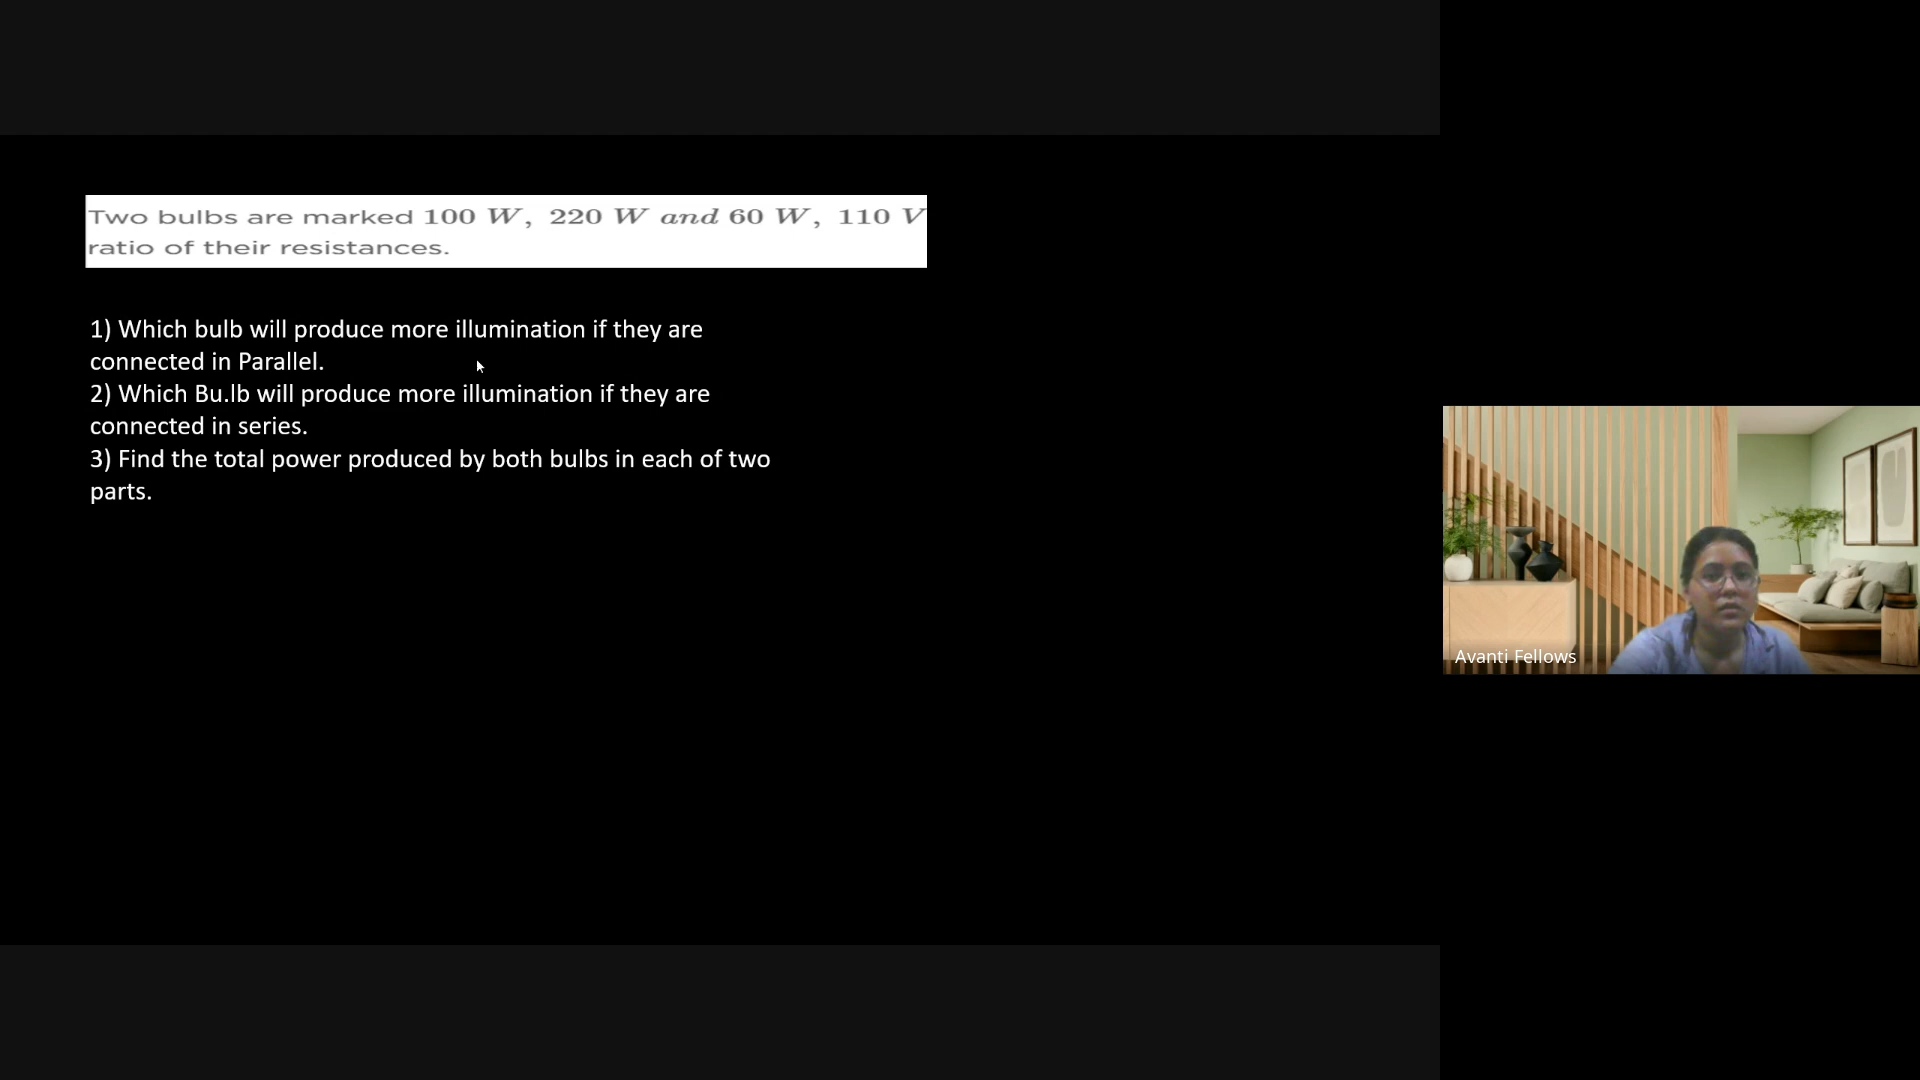 Two bulbs are marked 100 W, 220 W and 60 W, 110 V
ratio of their resistances.
1) Which bulb will produce more illumination if they are
connected in Parallel.
2) Which Bu.lb will produce more illumination if they are
connected in series.
3) Find the total power produced by both bulbs in each of two
parts.
Avanti Fellows